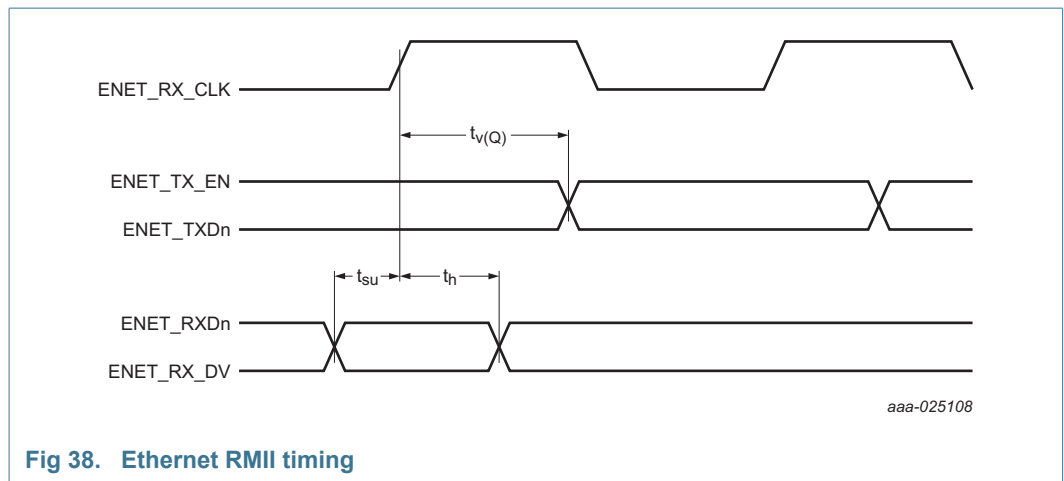 ENET_RX_CLK
tv(Q)
ENET_TX_EN
ENET_TXDn
tsu
th
ENET_RXDn
ENET_RX_DV
aaa-025108
Fig 38. Ethernet RMII timing